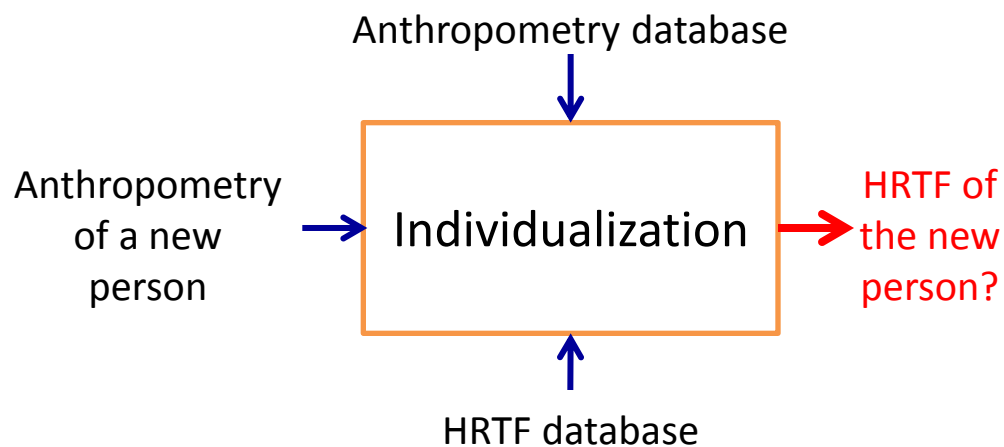 Anthropometry database
Anthropometry
of a new
person
Individualization
HRTF of
the new
person?
HRTF database